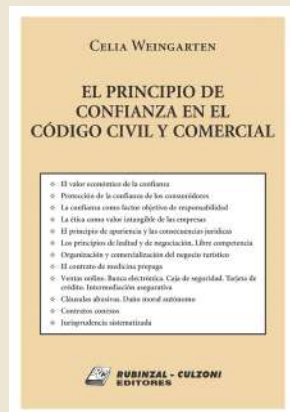 CELIA WEINGARTEN
EL PRINCIPIO DE
CONFIANZA EN EL
CÓDIGO CIVIL Y COMERCIAL
El valor económico de la confianza
Protección de la confianza de los consumidores
La confianza como factor objetivo de responsabilidad
La ética como valor intangible de las empresas
El principio de apariencia y las consecuencias jurídicas
Los principios de lealtad y de negociación. Libre competencia
Organización y comercialización del negocio turístico
El contrato de medicina prepaga
Ventas online. Banca electrónica. Caja de seguridad. Tarjeta de
crédito. Intermediación asegurativa
Cláusulas abusivas. Daño moral autónomo
Contratos conexos
Jurisprudencia sistematizada
RUBINZAL - CULZONI
EDITORES